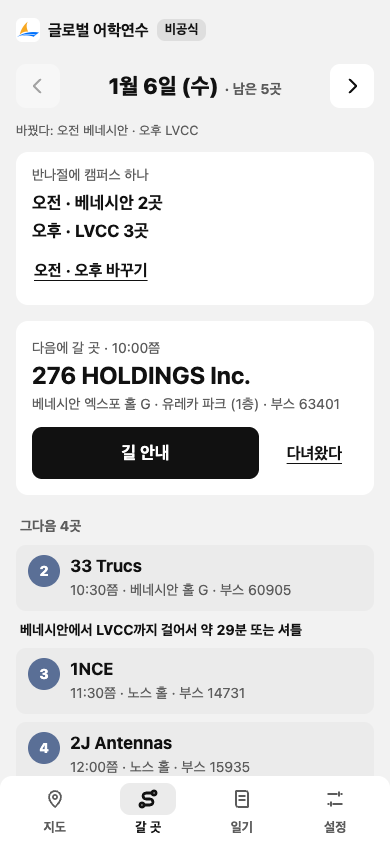 글로벌 어학연수 비공식
1월 6일 (수) · 남은 5곳
바꿨다: 오전 베네시안 · 오후 LVCC
반나절에 캠퍼스 하나
오전 · 베네시안 2곳
오후 · LVCC 3곳
오전 · 오후 바꾸기
다음에 갈 곳 · 10:00쯤
276 HOLDINGS Inc.
베네시안 엑스포 홀 G · 유레카 파크 (1층) · 부스 63401
길 안내 다녀왔다
그다음 4곳
2 33 Trucs
10:30쯤 · 베네시안 홀 G · 부스 60905
베네시안에서 LVCC까지 걸어서 약 29분 또는 셔틀
3 1NCE
11:30쯤 · 노스 홀 · 부스 14731
4 2J Antennas
12:00쯤 · 노스 홀 · 부스 15935
지도 갈 곳 일기 설정